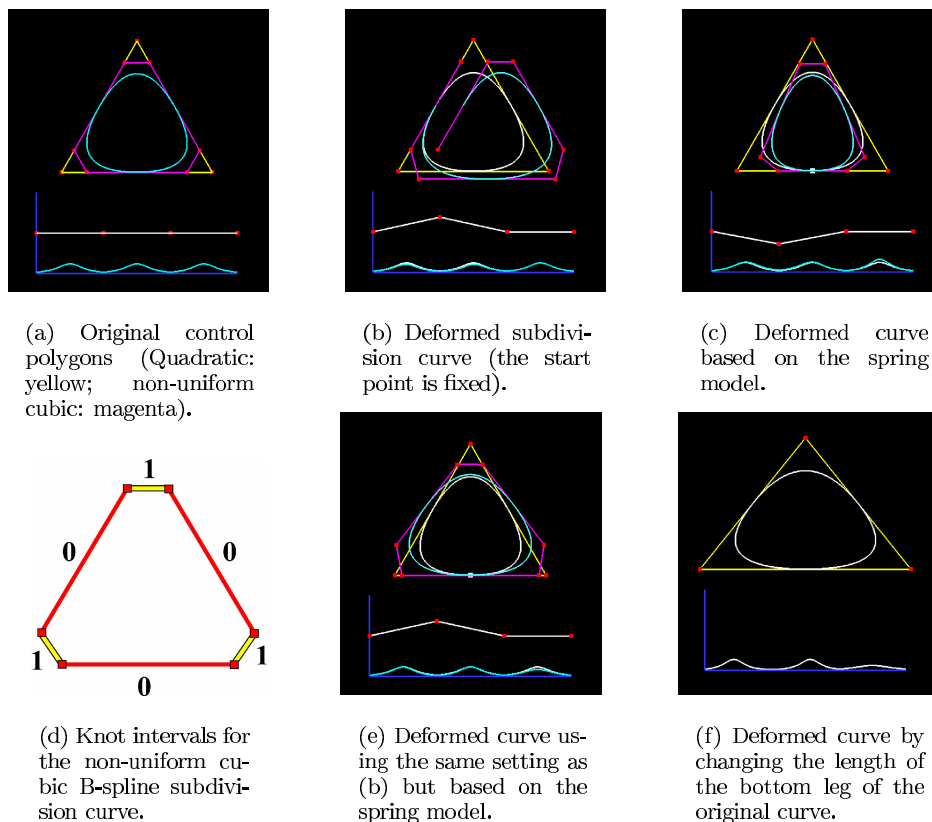 (a) Original control
polygons (Quadratic:
yellow; non-uniform
cubic: magenta).
(b) Deformed subdivi-
sion curve (the start
point is fixed).
(c) Deformed curve
based on the spring
model.
1
0
0
1
1
0
(d) Knot intervals for
the non-uniform cu-
bic B-spline subdivi-
sion curve.
(e) Deformed curve us-
ing the same setting as
(b) but based on the
spring model.
(f) Deformed curve by
changing the length of
the bottom leg of the
original curve.